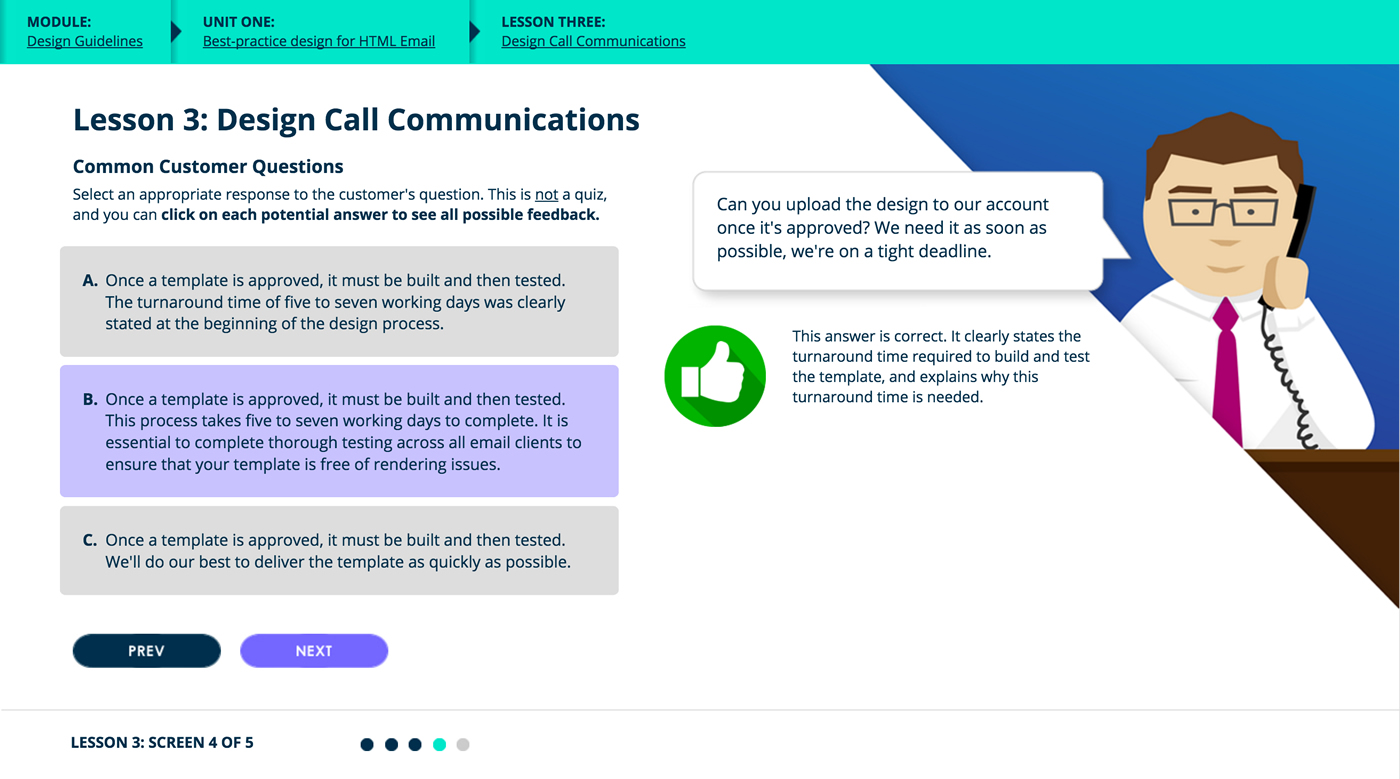 MODULE:
Design Guidelines
UNIT ONE:
Best-practice design for HTML Email
LESSON THREE:
Design Call Communications
Lesson 3: Design Call Communications
Common Customer Questions
Select an appropriate response to the customer's question. This is not a quiz,
and you can click on each potential answer to see all possible feedback.
A. Once a template is approved, it must be built and then tested.
The turnaround time of five to seven working days was clearly
stated at the beginning of the design process.
B. Once a template is approved, it must be built and then tested.
This process takes five to seven working days to complete. It is
essential to complete thorough testing across all email clients to
ensure that your template is free of rendering issues.
C. Once a template is approved, it must be built and then tested.
We'll do our best to deliver the template as quickly as possible.
Can you upload the design to our account
once it's approved? We need it as soon as
possible, we're on a tight deadline.
This answer is correct. It clearly states the
turnaround time required to build and test
the template, and explains why this
turnaround time is needed.
PREV
NEXT
LESSON 3: SCREEN 4 OF 5